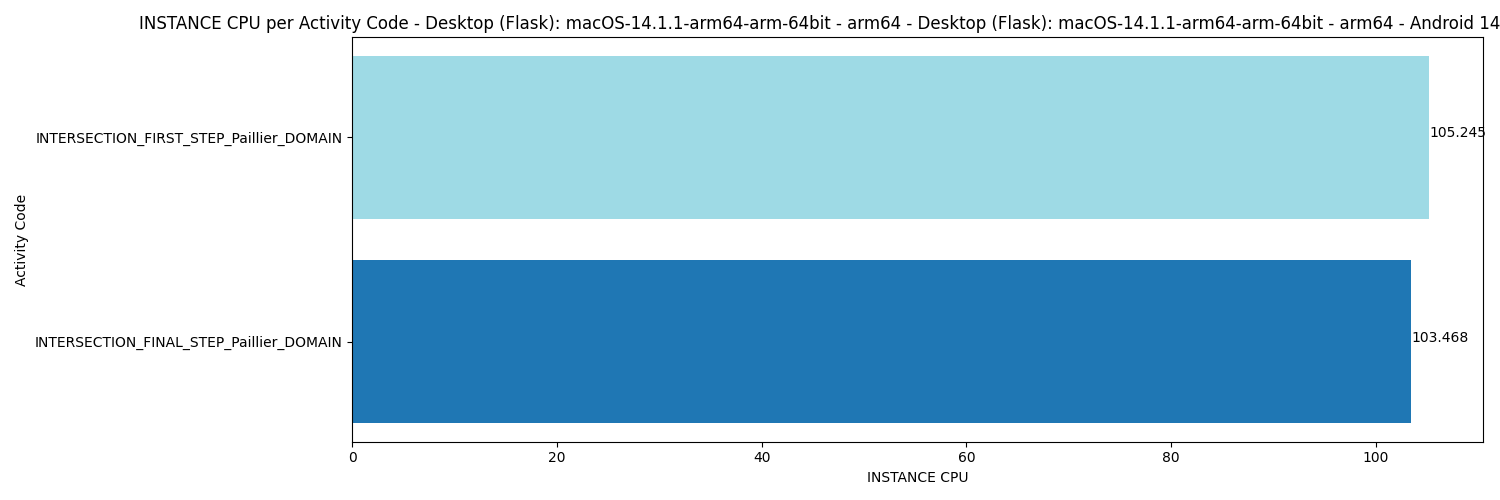 INSTANCE CPU per Activity Code - Desktop (Flask): macOS-14.1.1-arm64-arm-64bit - arm64 - Desktop (Flask): macOS-14.1.1-arm64-arm-64bit - arm64 - Android 14
INTERSECTION_FIRST_STEP_Paillier_DOMAIN
105.245
Activity Code
INTERSECTION_FINAL_STEP_Paillier_DOMAIN
103.468
0 20 40 60 80 100
INSTANCE CPU